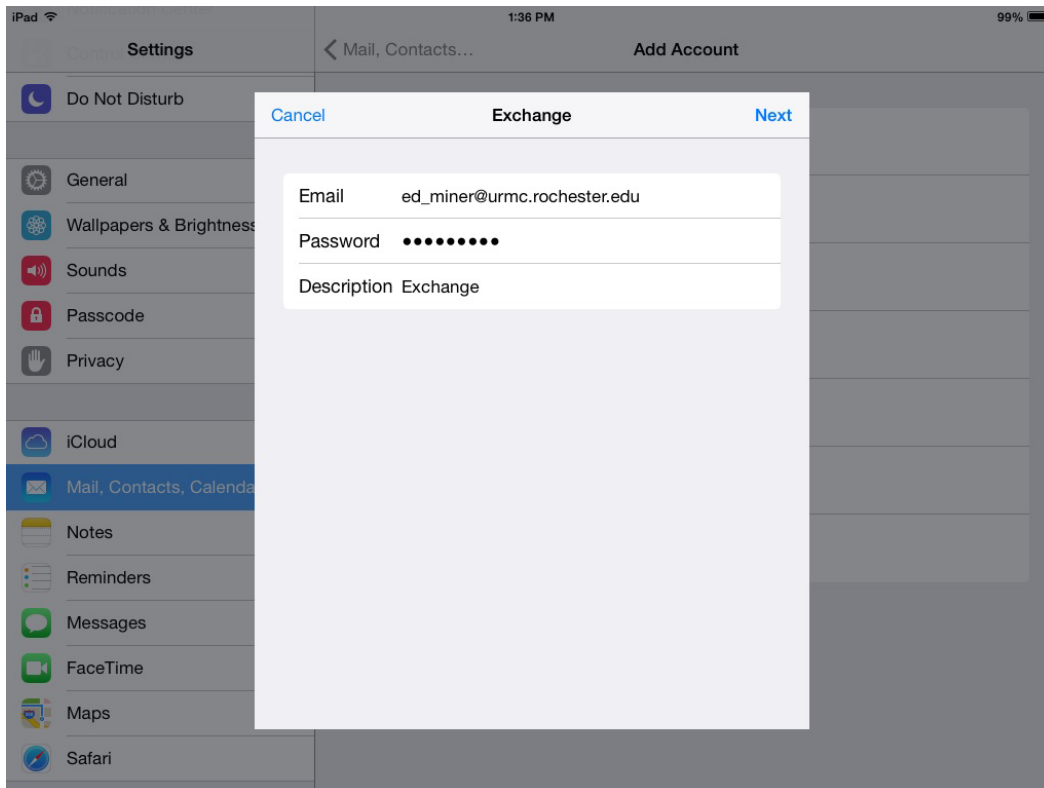 iPad 1:36 PM 99%
Settings
Mail, Contacts... Add Account
Control
Do Not Disturb
General
Wallpapers & Brightness
Sounds
Passcode
Privacy
iCloud
Mail, Contacts, Calenda
Notes
Reminders
Messages
FaceTime
Maps
Safari
Cancel Exchange Next
Email ed_miner@urmc.rochester.edu
Password •••••••••
Description Exchange